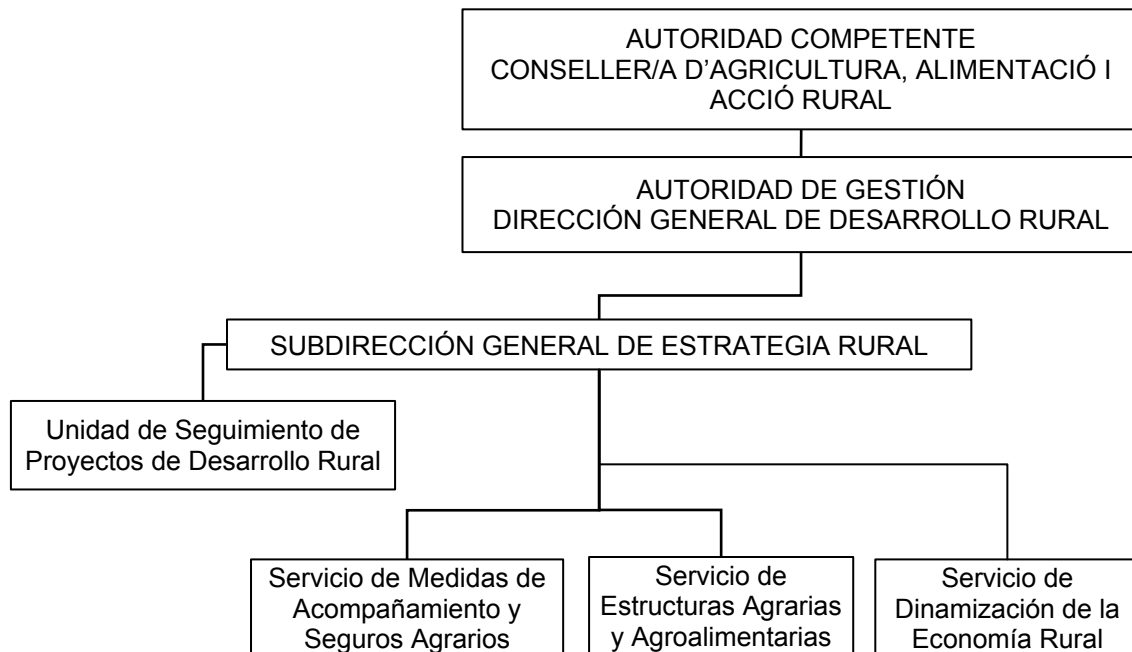 AUTORIDAD COMPETENTE
CONSELLER/A D’AGRICULTURA, ALIMENTACIÓ I
ACCIÓ RURAL
AUTORIDAD DE GESTIÓN
DIRECCIÓN GENERAL DE DESARROLLO RURAL
SUBDIRECCIÓN GENERAL DE ESTRATEGIA RURAL
Unidad de Seguimiento de
Proyectos de Desarrollo Rural
Servicio de Medidas de
Acompañamiento y
Seguros Agrarios
Servicio de
Estructuras Agrarias
y Agroalimentarias
Servicio de
Dinamización de la
Economía Rural